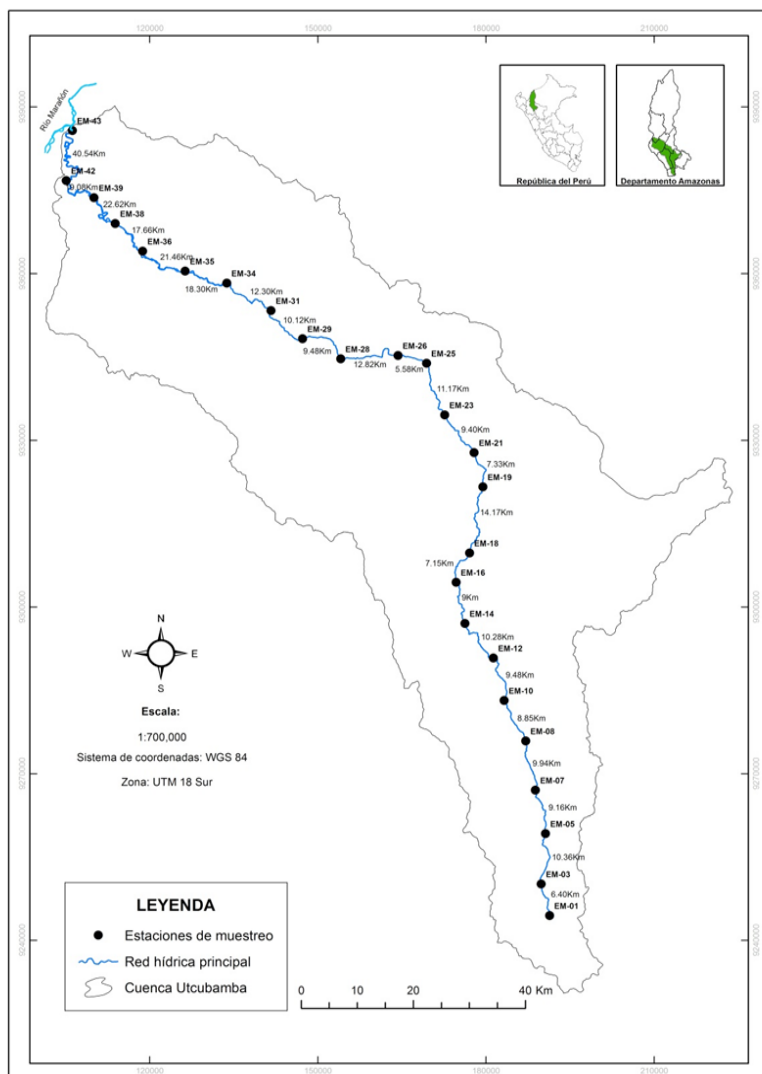 120000
150000
180000
210000
9390000
9390000
Río Marañón
EM-43
40.54Km
República del Perú
Departamento Amazonas
EM-42
9.08Km
EM-39
22.62Km
EM-38
17.66Km
EM-36
21.46Km
EM-35
9360000
9360000
EM-34
18.30Km
12.30Km
EM-31
10.12Km
EM-29
9.48Km
EM-28
12.82Km
EM-26
5.58Km
EM-25
11.17Km
EM-23
9.40Km
9330000
9330000
EM-21
7.33Km
EM-19
14.17Km
EM-18
7.15Km
EM-16
9Km
9300000
9300000
EM-14
10.28Km
EM-12
9.48Km
EM-10
8.85Km
EM-08
9.94Km
9270000
9270000
EM-07
9.16Km
EM-05
10.36Km
EM-03
6.40Km
EM-01
9240000
9240000
N
W
E
S
Escala:
1:700,000
Sistema de coordenadas: WGS 84
Zona: UTM 18 Sur
LEYENDA
Estaciones de muestreo
Red hídrica principal
Cuenca Utcubamba
0 10 20 40 Km
120000
150000
180000
210000